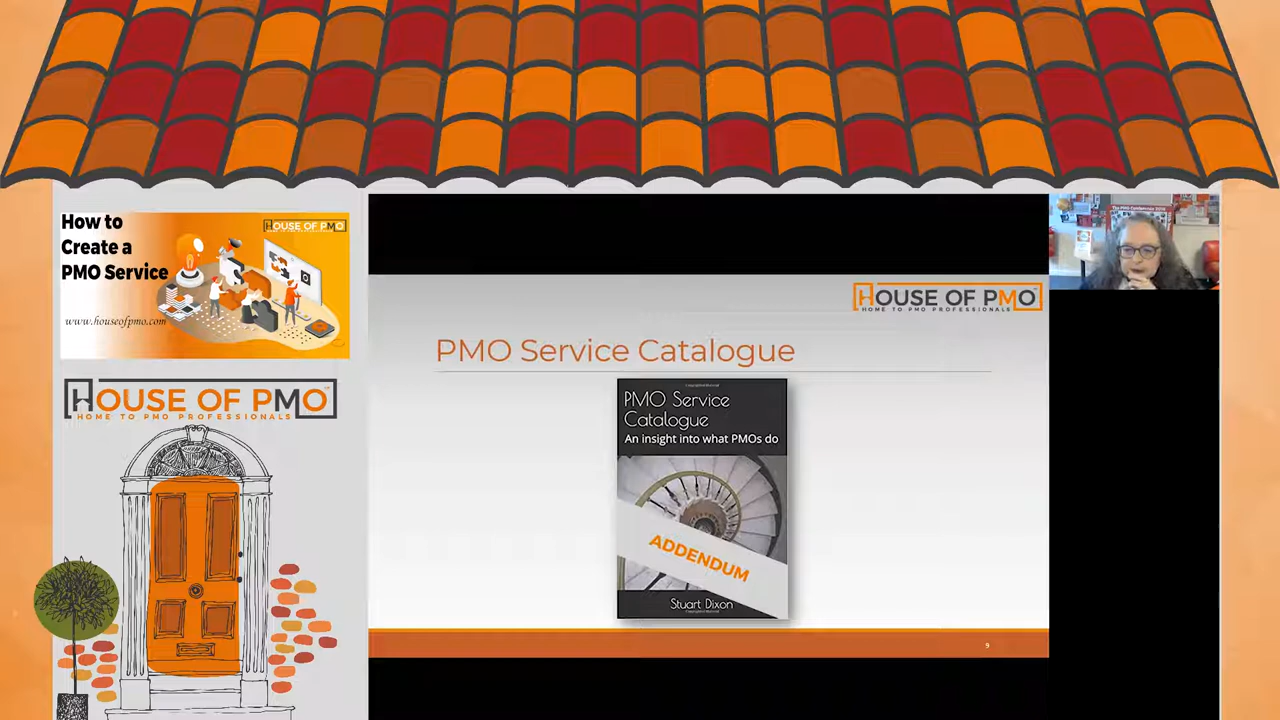 How to
Create a
PMO Service
HOUSE OF PMO
www.houseofpmo.com
HOUSE OF PMO
HOME TO PMO PROFESSIONALS
HOUSE OF PMO
HOME TO PMO PROFESSIONALS
PMO Service Catalogue
PMO Service
Catalogue
An insight into what PMOs do
ADDENDUM
Stuart Dixon
9